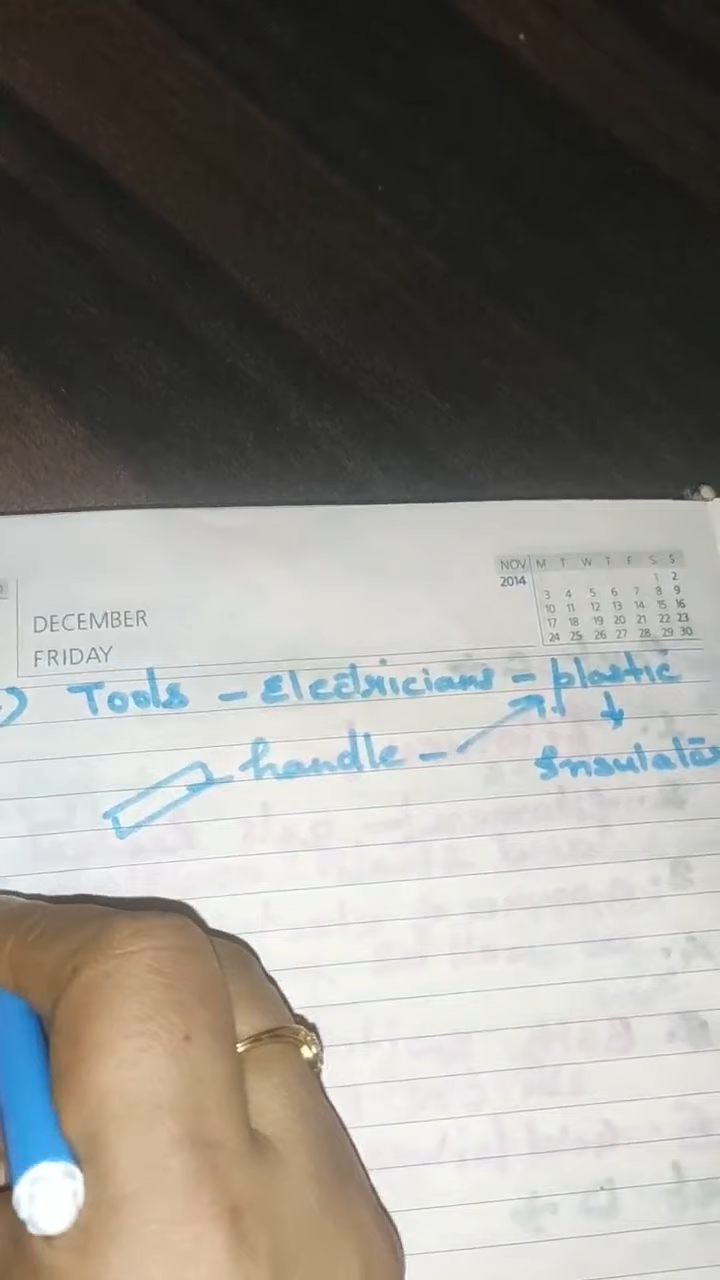 NOV M T W T F S S
2014 1 2
3 4 5 6 7 8 9
10 11 12 13 14 15 16
17 18 19 20 21 22 23
24 25 26 27 28 29 30
DECEMBER
FRIDAY
) Tools - Electricians - plastic
handle - Insulator